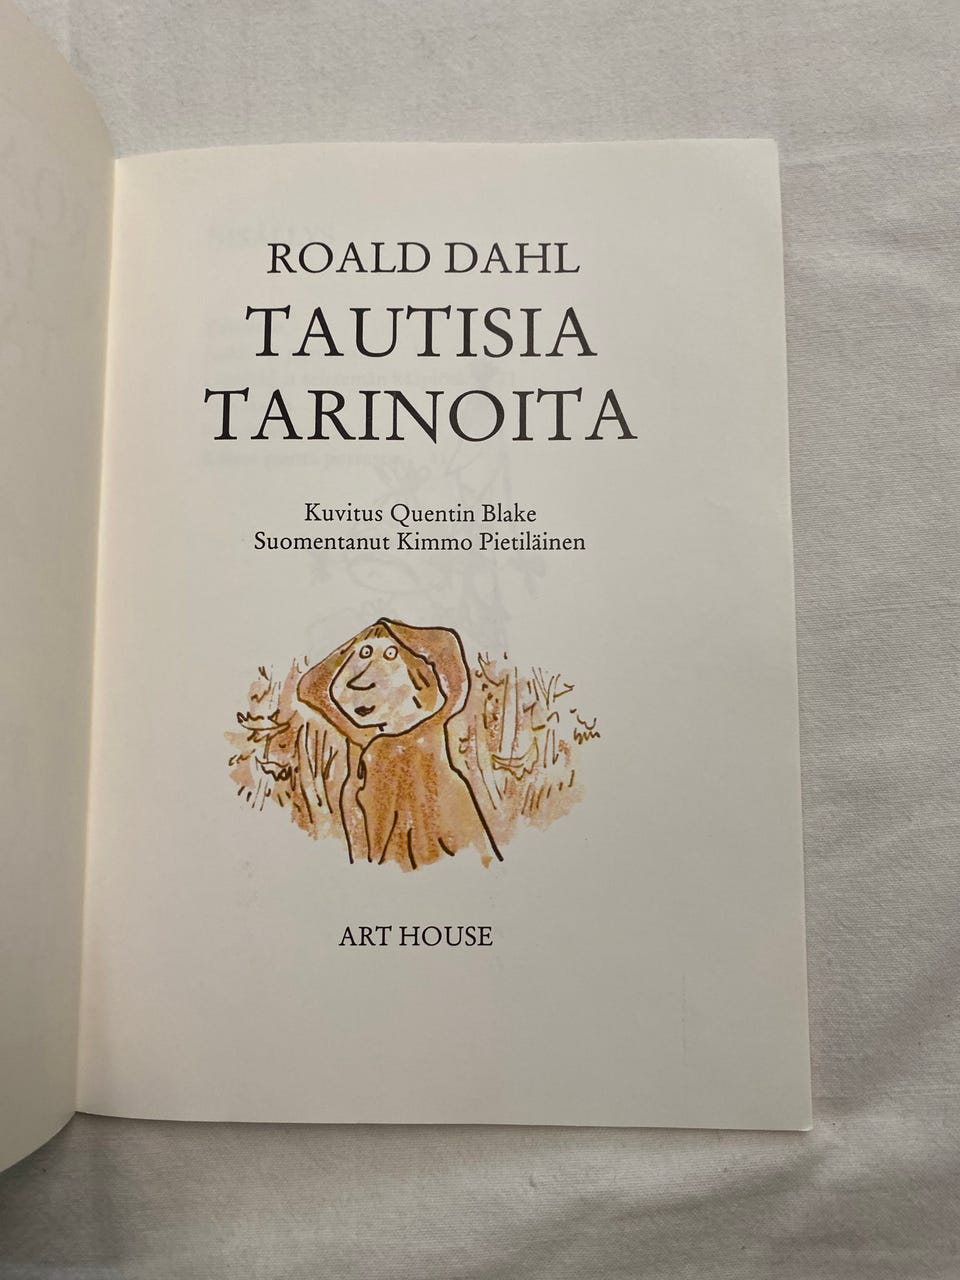 ROALD DAHL
TAUTISIA
TARINOITA
Kuvitus Quentin Blake
Suomentanut Kimmo Pietiläinen
ART HOUSE